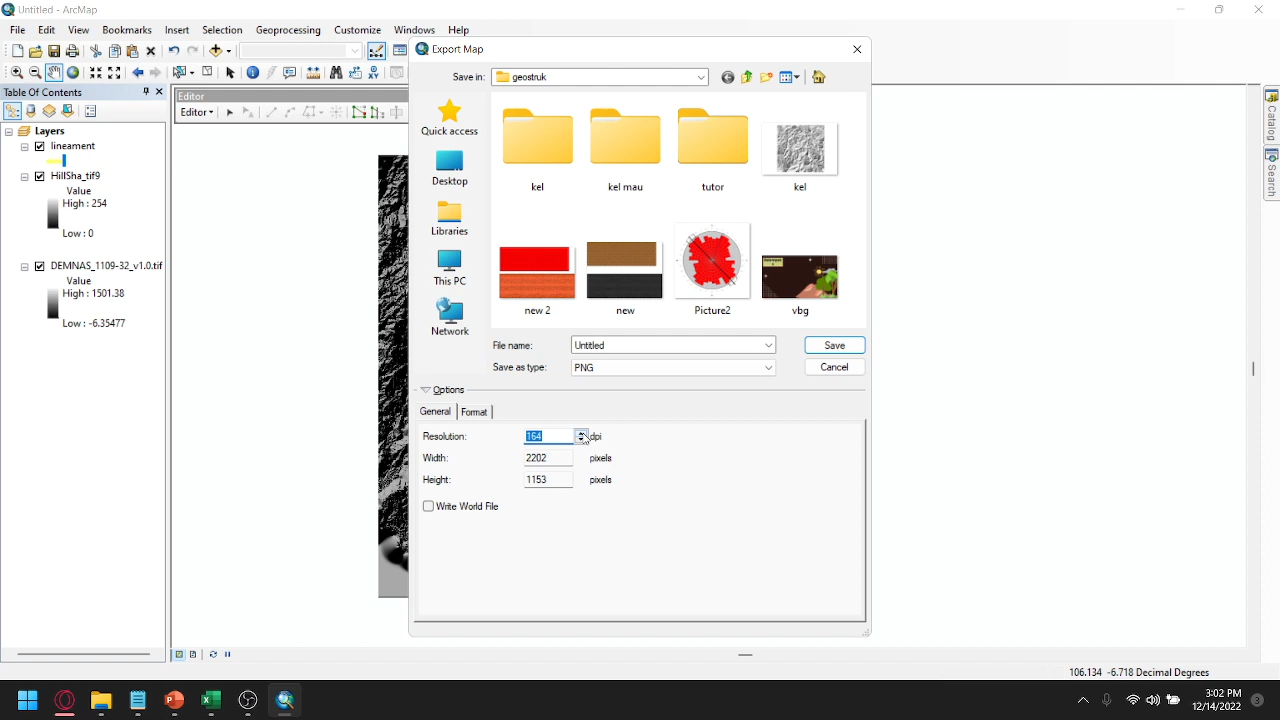 Untitled - ArcMap
File Edit View Bookmarks Insert Selection Geoprocessing Customize Windows Help
Export Map
Save in: geostruk
Table Of Contents
Editor
Editor
Layers
lineament
HillSha_tif9
Value
High : 254
Low : 0
DEMNAS_1109-32_v1.0.tif
Value
High : 1501.38
Low : -6.35477
Quick access
Desktop
Libraries
This PC
Network
kel
kel mau
tutor
kel
new 2
new
Picture2
vbg
File name: Untitled Save
Save as type: PNG Cancel
Options
General Format
Resolution: 164 dpi
Width: 2202 pixels
Height: 1153 pixels
Write World File
Catalog
Search
106.134 -6.718 Decimal Degrees
3:02 PM
12/14/2022
3